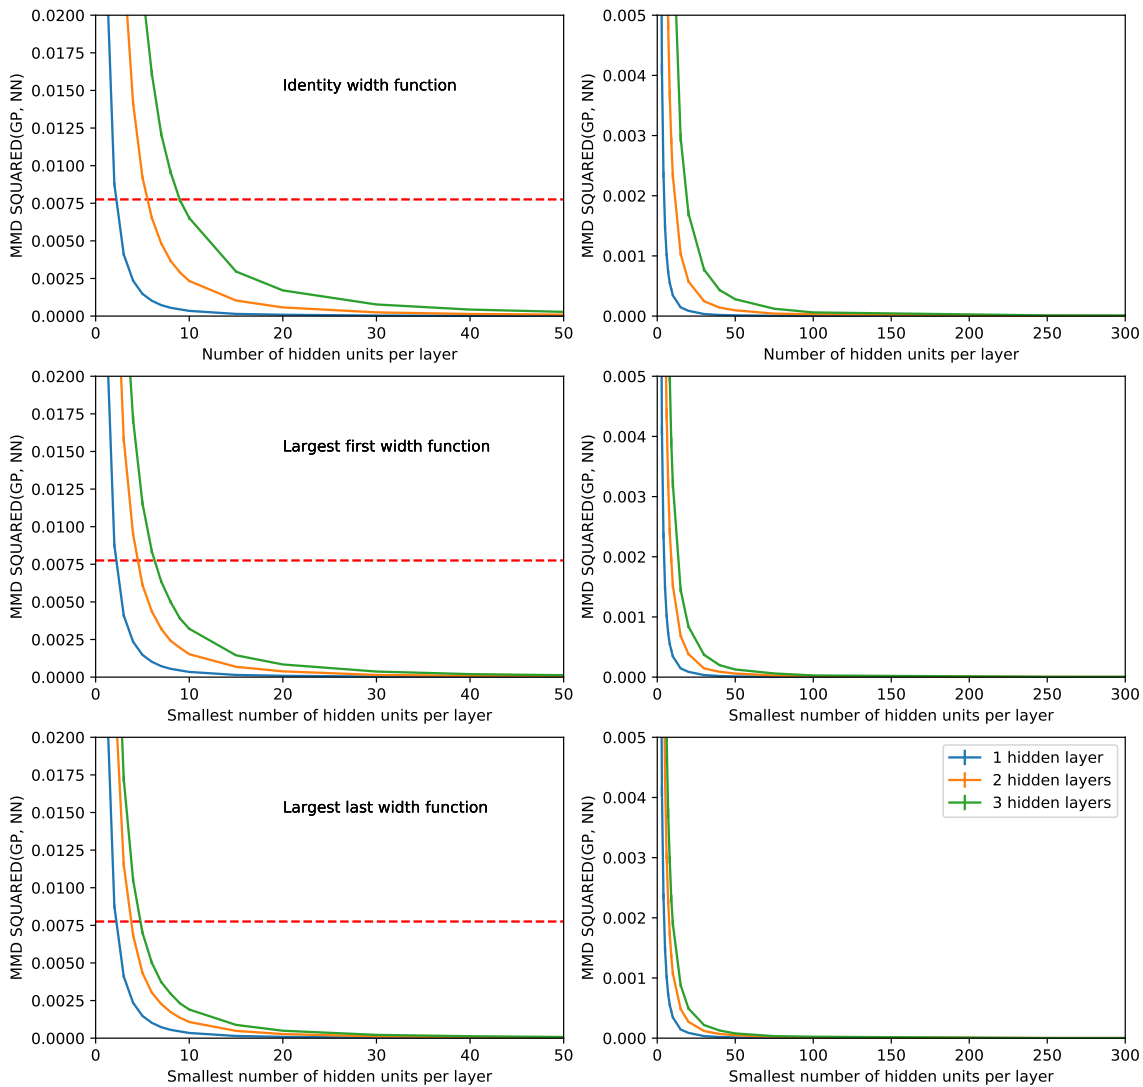 0.0200
0.0175
0.0150
0.0125
0.0100
0.0075
0.0050
0.0025
0.0000
MMD SQUARED(GP, NN)
Identity width function
0 10 20 30 40 50
Number of hidden units per layer
0.005
0.004
0.003
0.002
0.001
0.000
MMD SQUARED(GP, NN)
0 50 100 150 200 250 300
Number of hidden units per layer
0.0200
0.0175
0.0150
0.0125
0.0100
0.0075
0.0050
0.0025
0.0000
MMD SQUARED(GP, NN)
Largest first width function
0 10 20 30 40 50
Smallest number of hidden units per layer
0.005
0.004
0.003
0.002
0.001
0.000
MMD SQUARED(GP, NN)
0 50 100 150 200 250 300
Smallest number of hidden units per layer
0.0200
0.0175
0.0150
0.0125
0.0100
0.0075
0.0050
0.0025
0.0000
MMD SQUARED(GP, NN)
Largest last width function
0 10 20 30 40 50
Smallest number of hidden units per layer
0.005
0.004
0.003
0.002
0.001
0.000
MMD SQUARED(GP, NN)
1 hidden layer
2 hidden layers
3 hidden layers
0 50 100 150 200 250 300
Smallest number of hidden units per layer